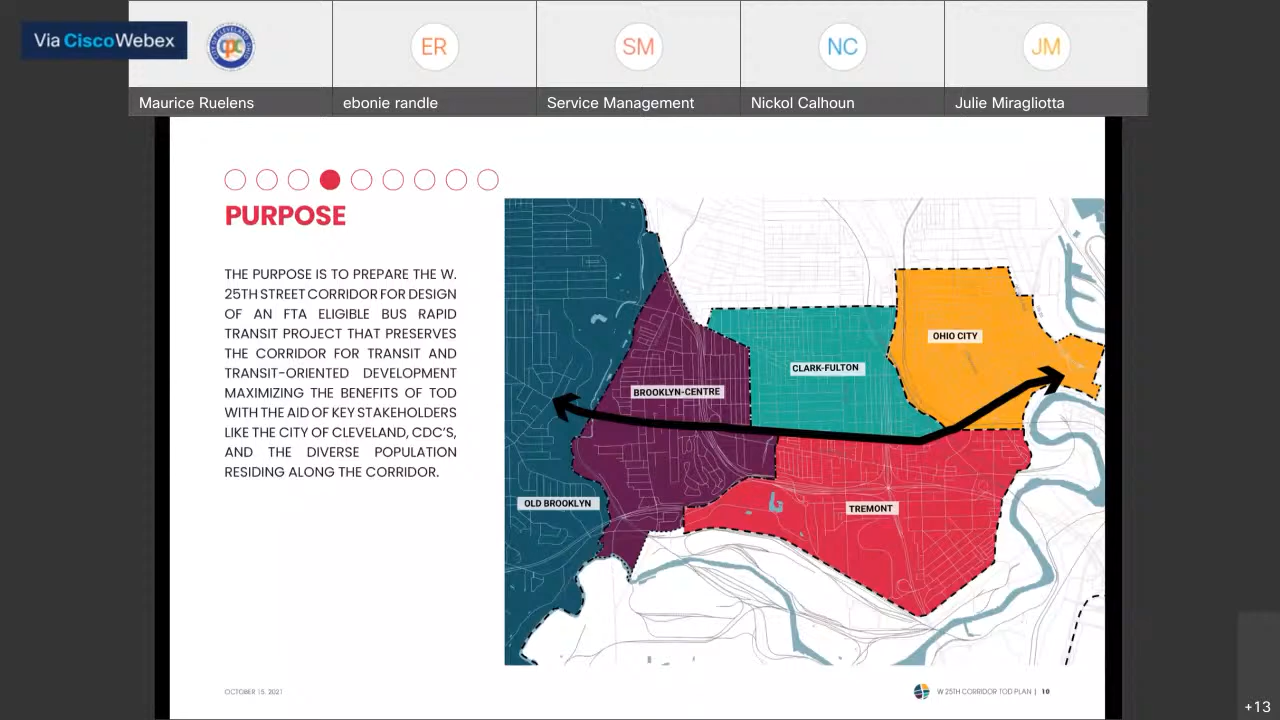 Via Cisco Webex
ER
SM
NC
JM
Maurice Ruelens
ebonie randle
Service Management
Nickol Calhoun
Julie Miragliotta
PURPOSE
THE PURPOSE IS TO PREPARE THE W.
25TH STREET CORRIDOR FOR DESIGN
OF AN FTA ELIGIBLE BUS RAPID
TRANSIT PROJECT THAT PRESERVES
THE CORRIDOR FOR TRANSIT AND
TRANSIT-ORIENTED DEVELOPMENT
MAXIMIZING THE BENEFITS OF TOD
WITH THE AID OF KEY STAKEHOLDERS
LIKE THE CITY OF CLEVELAND, CDC'S,
AND THE DIVERSE POPULATION
RESIDING ALONG THE CORRIDOR.
OHIO CITY
CLARK-FULTON
BROOKLYN-CENTRE
OLD BROOKLYN
TREMONT
OCTOBER 15, 2021
W 25TH CORRIDOR TOD PLAN | 10
+13